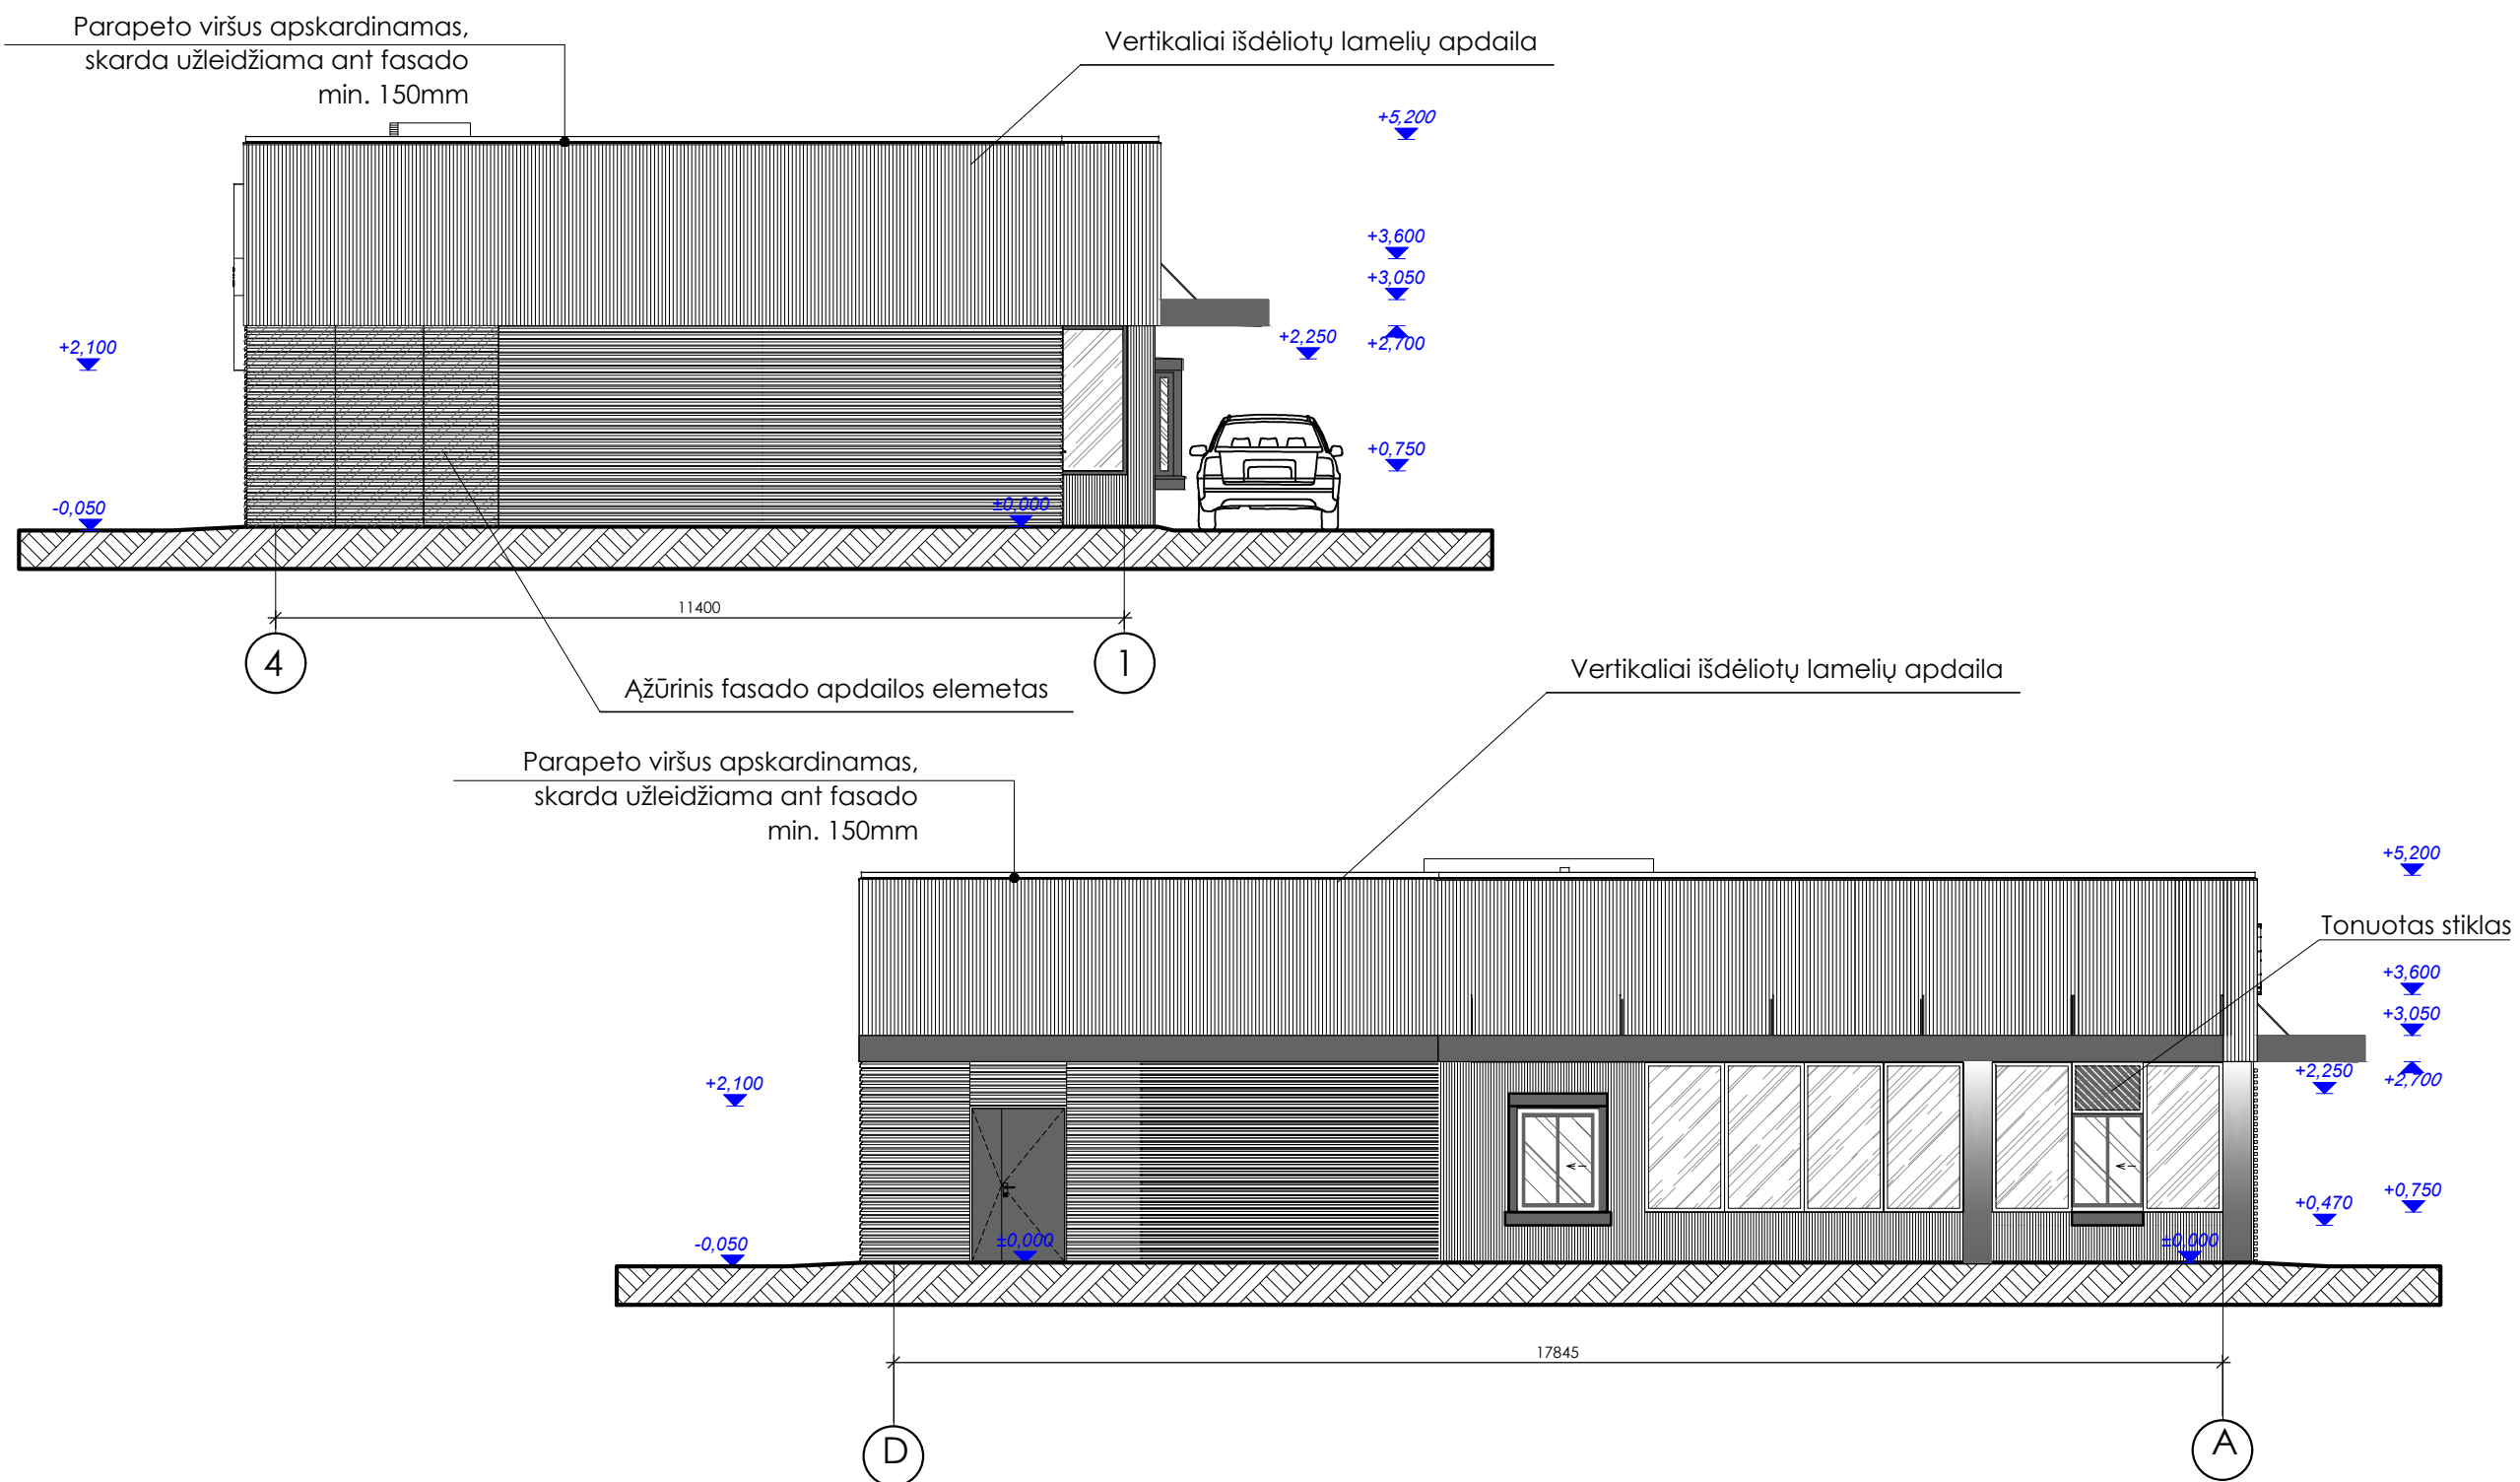 Parapeto viršus apskardinamas,
skarda užleidžiama ant fasado
min. 150mm
Vertikaliai išdėliotų lamelių apdaila
+5,200
+3,600
+3,050
+2,700
+2,250
+2,100
+0,750
-0,050
±0,000
11400
4
1
Ąžūrinis fasado apdailos elemetas
Vertikaliai išdėliotų lamelių apdaila
Parapeto viršus apskardinamas,
skarda užleidžiama ant fasado
min. 150mm
+5,200
Tonuotas stiklas
+3,600
+3,050
+2,250
+2,700
+2,100
+0,750
+0,470
-0,050
±0,000
±0,000
17845
D
A